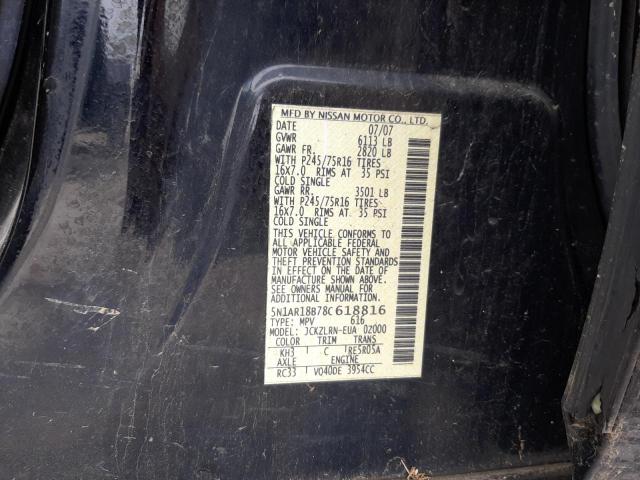 MFD BY NISSAN MOTOR CO., LTD.
DATE 07/07
GVWR 6113 LB
GAWR FR. 2820 LB
WITH P245/75R16 TIRES
16X7.0 RIMS AT 35 PSI
COLD SINGLE
GAWR RR. 3501 LB
WITH P245/75R16 TIRES
16X7.0 RIMS AT 35 PSI
COLD SINGLE
THIS VEHICLE CONFORMS TO
ALL APPLICABLE FEDERAL
MOTOR VEHICLE SAFETY AND
THEFT PREVENTION STANDARDS
IN EFFECT ON THE DATE OF
MANUFACTURE SHOWN ABOVE.
SEE OWNERS MANUAL FOR
ADDITIONAL INFORMATION
5N1AR18B78C618816
TYPE: MPV 616
MODEL: JCKZLRN-EUA 02000
COLOR TRIM TRANS
KH3 C RE5R05A
AXLE ENGINE
RC33 VQ40DE 3954CC